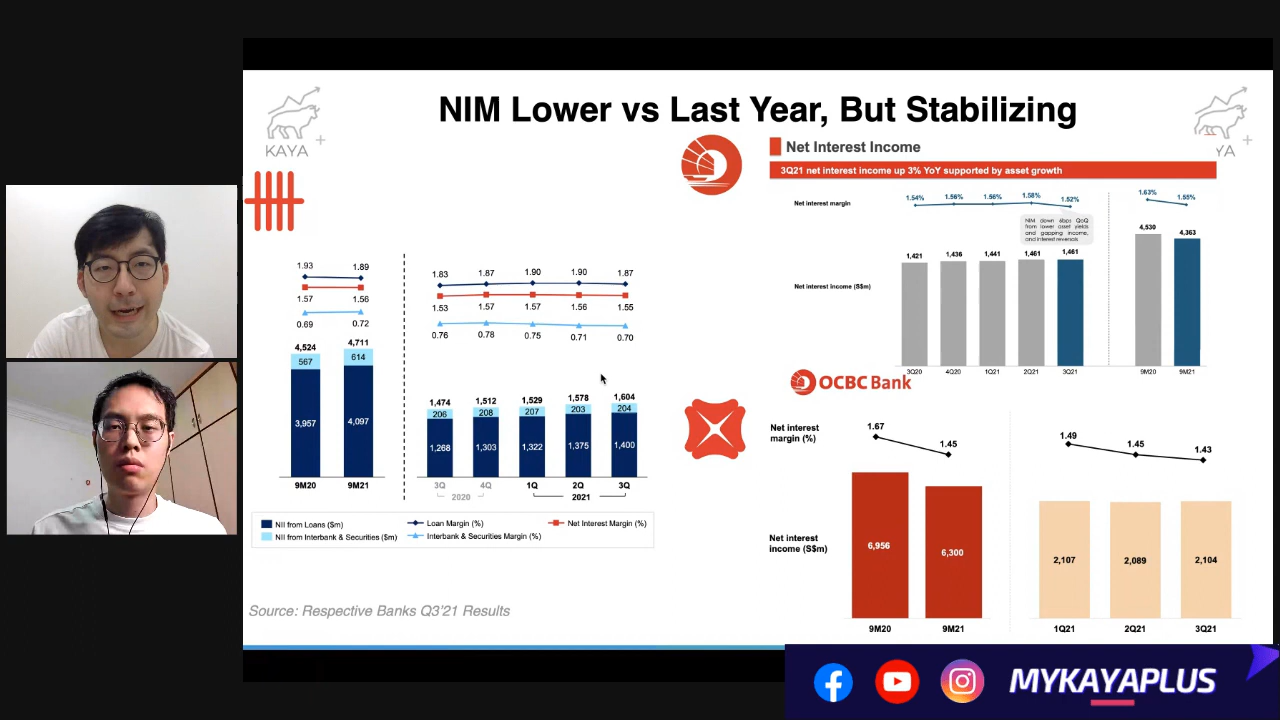 NIM Lower vs Last Year, But Stabilizing
KAYA
YA
Net Interest Income
3Q21 net interest income up 3% YoY supported by asset growth
Net interest margin
1.54% 1.56% 1.56% 1.58% 1.52% 1.63% 1.55%
NIM down 6bps QoQ
from lower asset yields
and gapping income,
and interest reversals
Net interest income (S$m)
1,421 1,436 1,441 1,461 1,461 4,530 4,363
3Q20 4Q20 1Q21 2Q21 3Q21 9M20 9M21
OCBC Bank
1.93 1.89 1.83 1.87 1.90 1.90 1.87
1.57 1.56 1.53 1.57 1.57 1.56 1.55
0.69 0.72 0.76 0.78 0.75 0.71 0.70
4,524 4,711
567 614
3,957 4,097
9M20 9M21
1,474 1,512 1,529 1,578 1,604
206 208 207 203 204
1,268 1,303 1,322 1,375 1,400
3Q 4Q 1Q 2Q 3Q
2020 2021
NII from Loans ($m) Loan Margin (%) Net Interest Margin (%)
NII from Interbank & Securities ($m) Interbank & Securities Margin (%)
Net interest
margin (%)
1.67 1.45 1.49 1.45 1.43
Net interest
income (S$m)
6,956 6,300 2,107 2,089 2,104
9M20 9M21 1Q21 2Q21 3Q21
Source: Respective Banks Q3'21 Results
MYKAYAPLUS